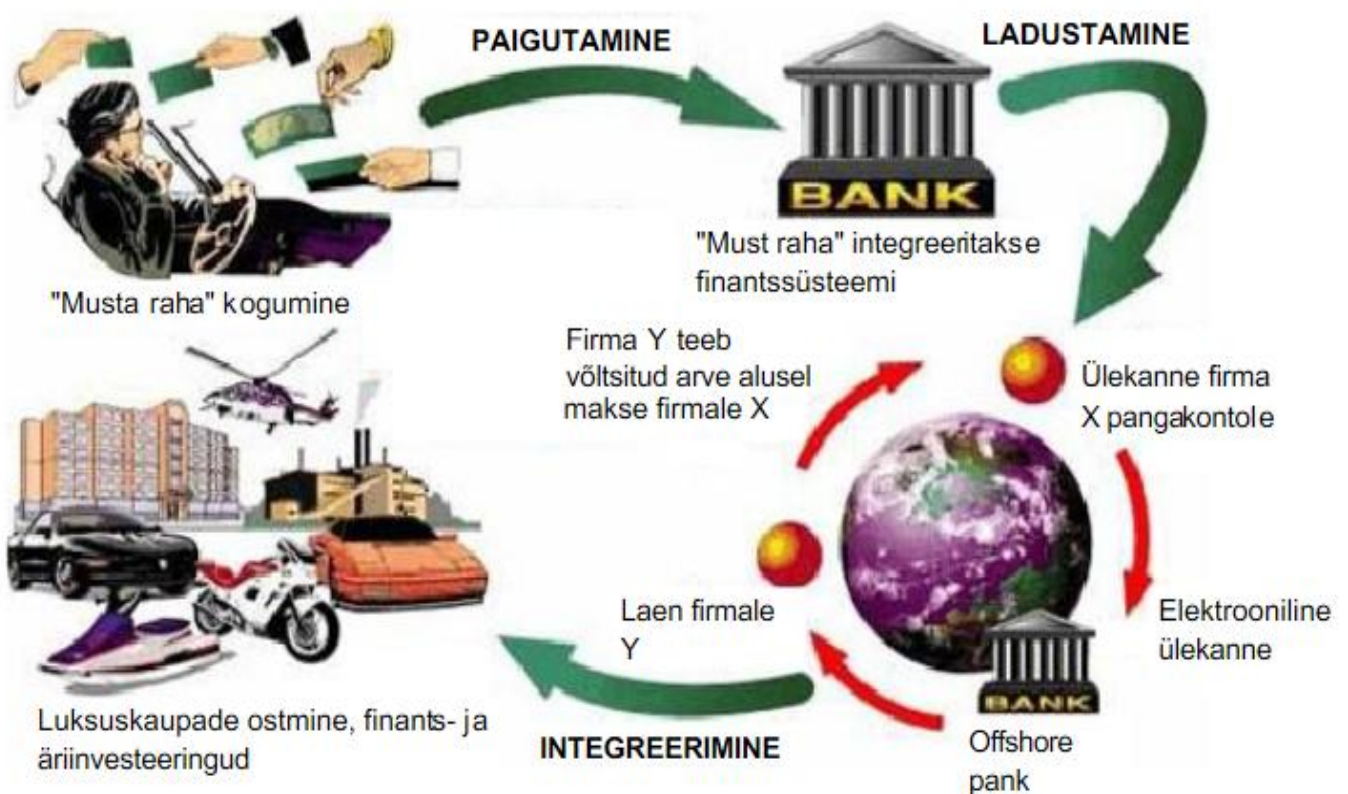 PAIGUTAMINE
LADUSTAMINE
BANK
"Must raha" integreeritakse
finantssüsteemi
"Musta raha" kogumine
Firma Y teeb
võltsitud arve alusel
makse firmale X
Ülekanne firma
X pangakontole
Laen firmale
Y
Elektrooniline
ülekanne
BANK
Offshore
pank
INTEGREERIMINE
Luksuskaupade ostmine, finants- ja
äriinvesteeringud